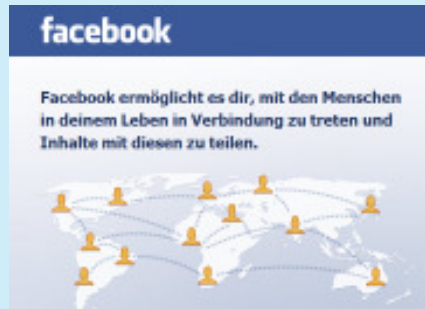 facebook
Facebook ermöglicht es dir, mit den Menschen
in deinem Leben in Verbindung zu treten und
Inhalte mit diesen zu teilen.